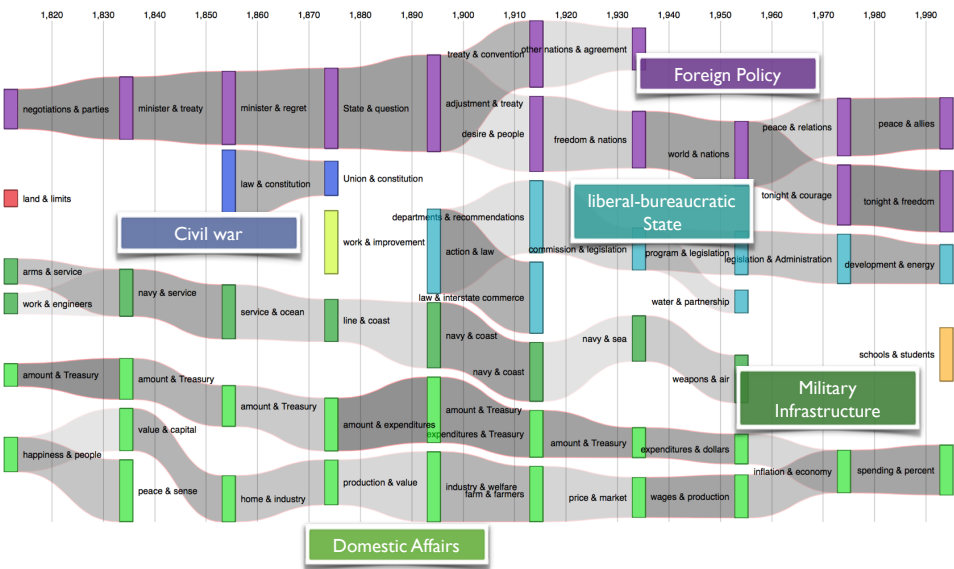 1,820 1,830 1,840 1,850 1,860 1,870 1,880 1,890 1,900 1,910 1,920 1,930 1,940 1,950 1,960 1,970 1,980 1,990
treaty & convention
other nations & agreement
Foreign Policy
negotiations & parties
minister & treaty
minister & regret
State & question
adjustment & treaty
desire & people
freedom & nations
world & nations
peace & relations
peace & allies
law & constitution
Union & constitution
tonight & courage
tonight & freedom
land & limits
Civil war
work & improvement
departments & recommendations
liberal-bureaucratic
State
action & law
commission & legislation
program & legislation
legislation & Administration
development & energy
arms & service
work & engineers
navy & service
service & ocean
line & coast
law & interstate commerce
water & partnership
navy & coast
navy & coast
navy & sea
weapons & air
schools & students
Military
Infrastructure
amount & Treasury
amount & Treasury
amount & Treasury
amount & expenditures
amount & Treasury
expenditures & Treasury
amount & Treasury
expenditures & dollars
happiness & people
value & capital
peace & sense
home & industry
production & value
industry & welfare
farm & farmers
price & market
wages & production
inflation & economy
spending & percent
Domestic Affairs